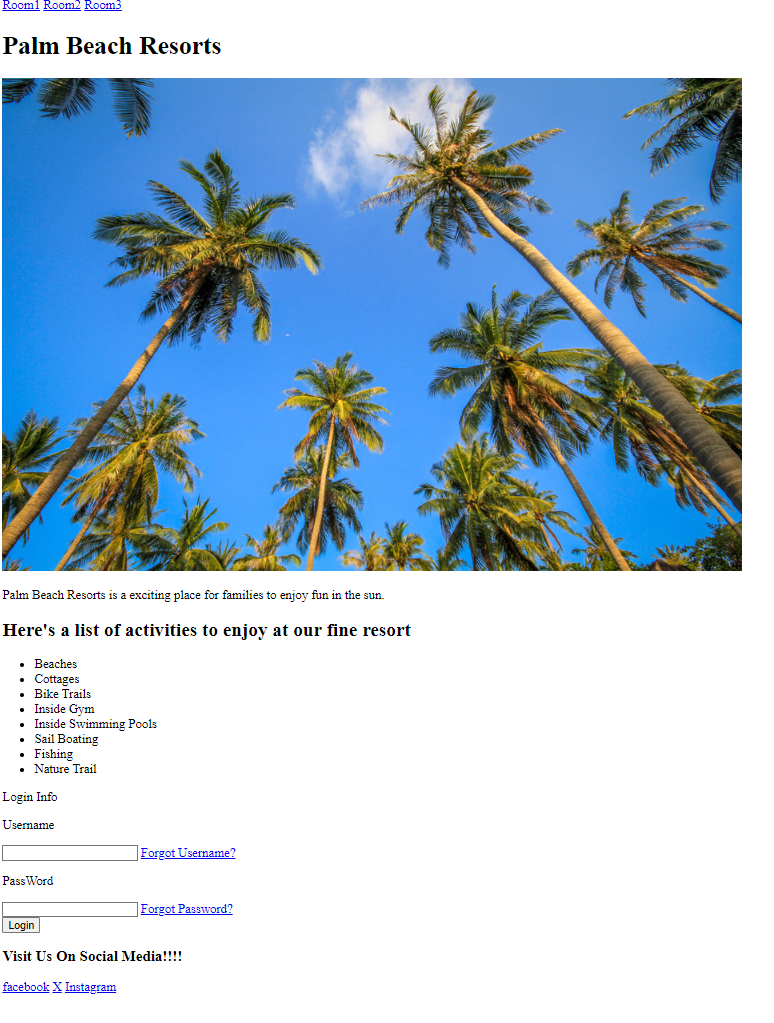 Room1 Room2 Room3
Palm Beach Resorts
Palm Beach Resorts is a exciting place for families to enjoy fun in the sun.
Here's a list of activities to enjoy at our fine resort
Beaches
Cottages
Bike Trails
Inside Gym
Inside Swimming Pools
Sail Boating
Fishing
Nature Trail
Login Info
Username
Forgot Username?
PassWord
Forgot Password?
Login
Visit Us On Social Media!!!!
facebook X Instagram